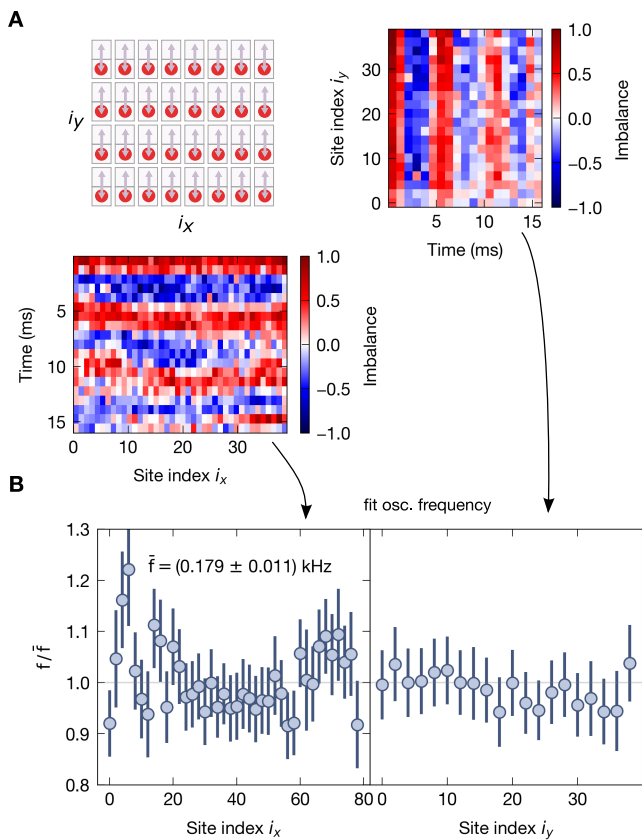 A
i_y
i_x
Site index i_y
30
20
10
0
5
10
15
Time (ms)
1.0
0.5
0.0
−0.5
−1.0
Imbalance
Time (ms)
5
10
15
0
10
20
30
Site index i_x
1.0
0.5
0.0
−0.5
−1.0
Imbalance
B
fit osc. frequency
f̄ = (0.179 ± 0.011) kHz
f / f̄
1.3
1.2
1.1
1.0
0.9
0.8
0
20
40
60
80
Site index i_x
0
10
20
30
Site index i_y